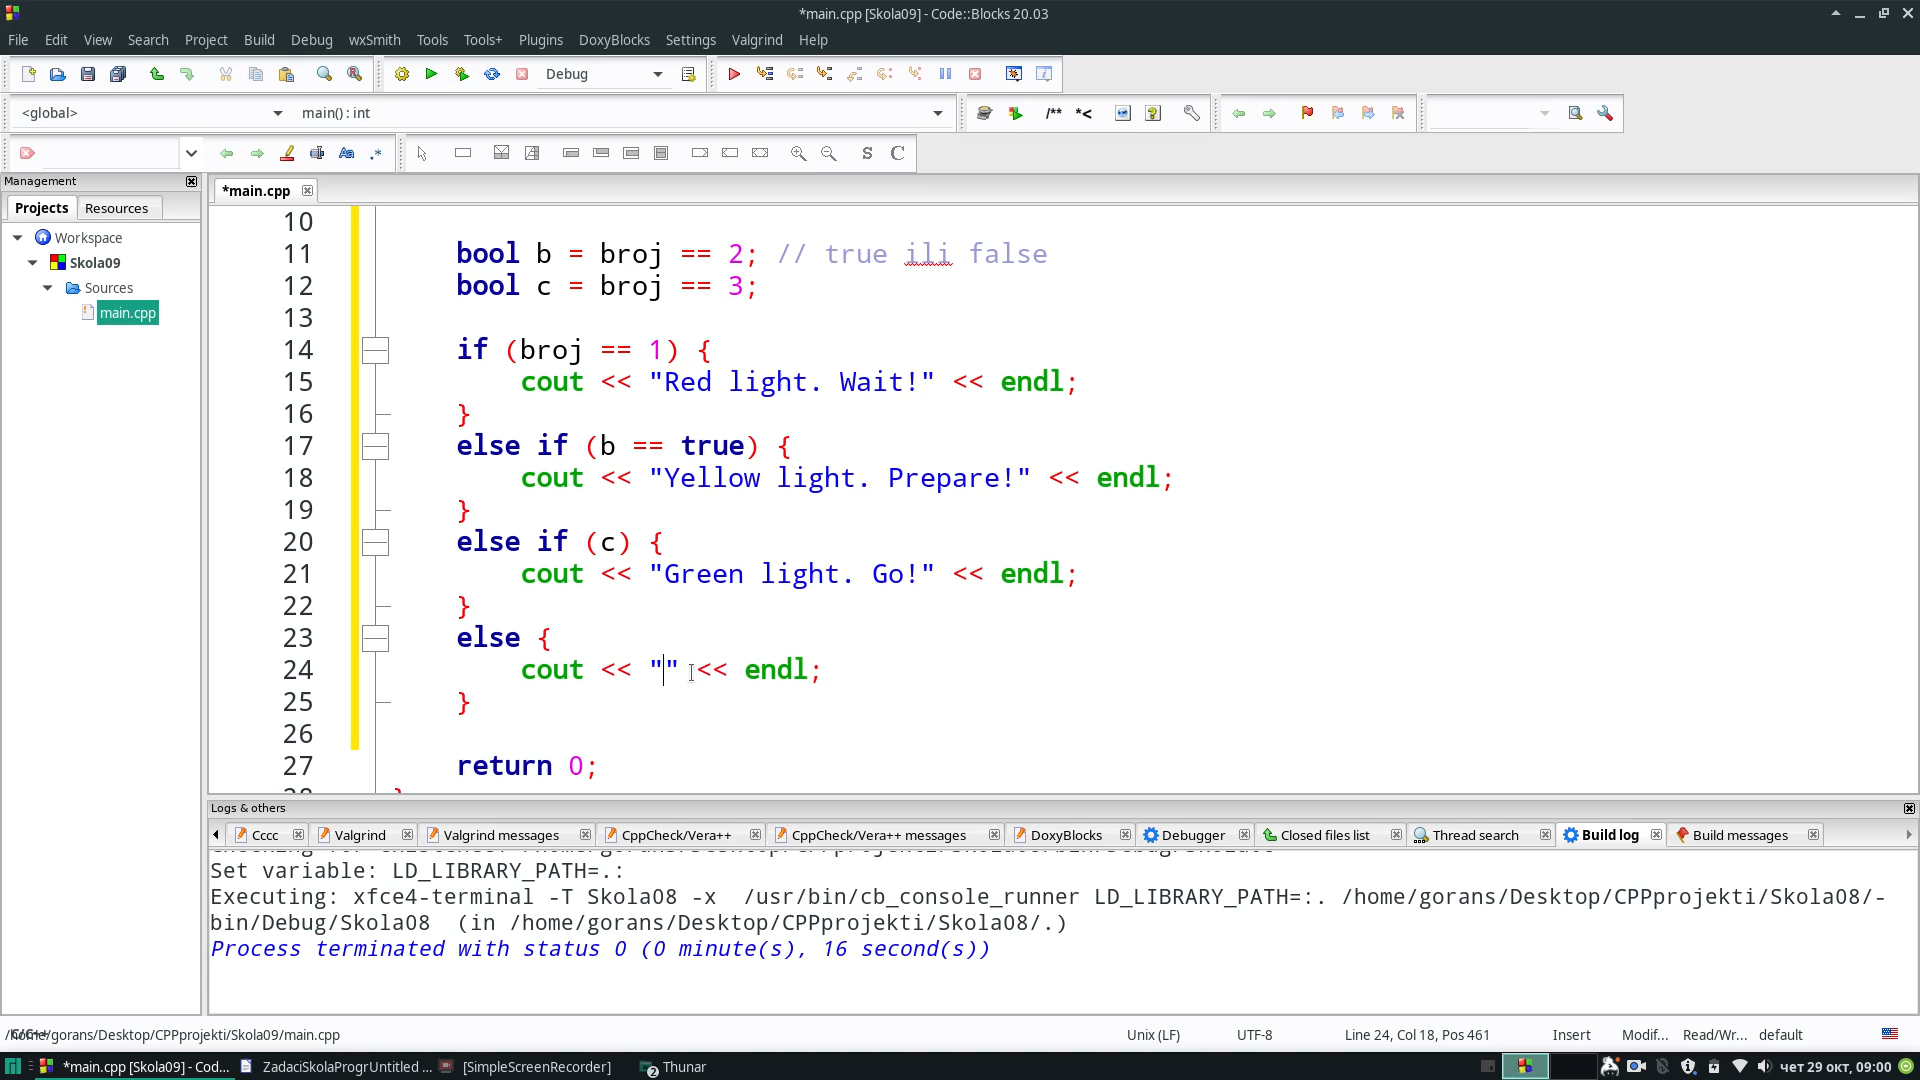 *main.cpp [Skola09] - Code::Blocks 20.03
File Edit View Search Project Build Debug wxSmith Tools Tools+ Plugins DoxyBlocks Settings Valgrind Help
Debug
<global> main() : int
/** *<
Aa .* S C
Management
Projects Resources
Workspace
Skola09
Sources
main.cpp
*main.cpp
10
11 bool b = broj == 2; // true ili false
12 bool c = broj == 3;
13
14 if (broj == 1) {
15 cout << "Red light. Wait!" << endl;
16 }
17 else if (b == true) {
18 cout << "Yellow light. Prepare!" << endl;
19 }
20 else if (c) {
21 cout << "Green light. Go!" << endl;
22 }
23 else {
24 cout << "" << endl;
25 }
26
27 return 0;
Logs & others
Cccc Valgrind Valgrind messages CppCheck/Vera++ CppCheck/Vera++ messages DoxyBlocks Debugger Closed files list Thread search Build log Build messages
Set variable: LD_LIBRARY_PATH=.:
Executing: xfce4-terminal -T Skola08 -x /usr/bin/cb_console_runner LD_LIBRARY_PATH=:. /home/gorans/Desktop/CPPprojekti/Skola08/-
bin/Debug/Skola08 (in /home/gorans/Desktop/CPPprojekti/Skola08/.)
Process terminated with status 0 (0 minute(s), 16 second(s))
/home/gorans/Desktop/CPPprojekti/Skola09/main.cpp Unix (LF) UTF-8 Line 24, Col 18, Pos 461 Insert Modif... Read/Wr... default
*main.cpp [Skola09] - Cod... ZadaciSkolaProgrUntitled ... [SimpleScreenRecorder] 2 Thunar чет 29 окт, 09:00